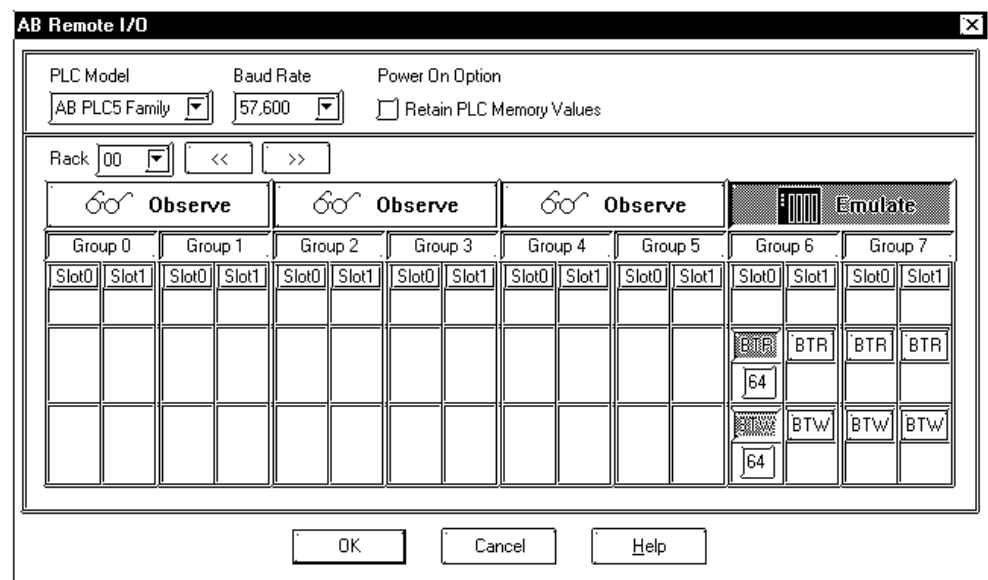 AB Remote I/O
PLC Model Baud Rate Power On Option
AB PLC5 Family 57,600 Retain PLC Memory Values
Rack 00 << >>
Observe Observe Observe Emulate
Group 0 Group 1 Group 2 Group 3 Group 4 Group 5 Group 6 Group 7
Slot0 Slot1 Slot0 Slot1 Slot0 Slot1 Slot0 Slot1 Slot0 Slot1 Slot0 Slot1 Slot0 Slot1 Slot0 Slot1
BTR BTR BTR BTR
64
BTW BTW BTW BTW
64
OK Cancel Help